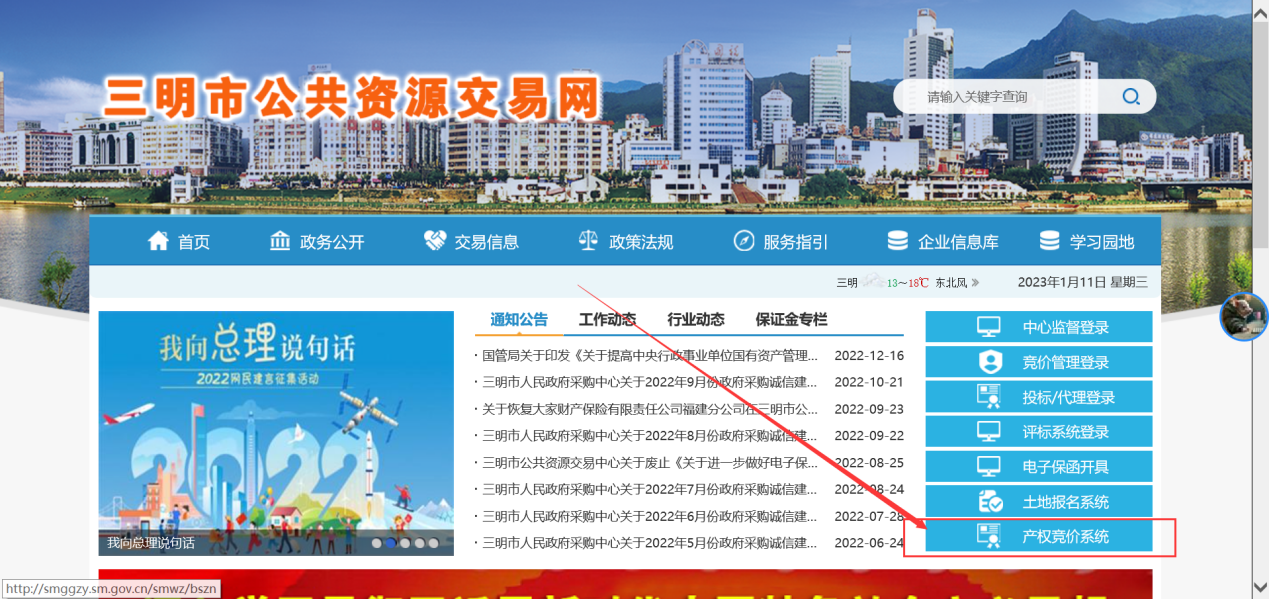 三明市公共资源交易网
请输入关键字查询
首页 政务公开 交易信息 政策法规 服务指引 企业信息库 学习园地
三明 13～18℃ 东北风 2023年1月11日 星期三
我向总理说句话
2022网民建言征集活动
2022
我向总理说句话
通知公告 工作动态 行业动态 保证金专栏
· 国管局关于印发《关于提高中央行政事业单位国有资产管理... 2022-12-16
· 三明市人民政府采购中心关于2022年9月份政府采购诚信建... 2022-10-21
· 关于恢复大家财产保险有限责任公司福建分公司在三明市公... 2022-09-23
· 三明市人民政府采购中心关于2022年8月份政府采购诚信建... 2022-09-22
· 三明市公共资源交易中心关于废止《关于进一步做好电子保... 2022-08-25
· 三明市人民政府采购中心关于2022年7月份政府采购诚信建... 2022-08-24
· 三明市人民政府采购中心关于2022年6月份政府采购诚信建... 2022-07-28
· 三明市人民政府采购中心关于2022年5月份政府采购诚信建... 2022-06-24
中心监督登录
竞价管理登录
投标/代理登录
评标系统登录
电子保函开具
土地报名系统
产权竞价系统
http://smggzy.sm.gov.cn/smwz/bszn